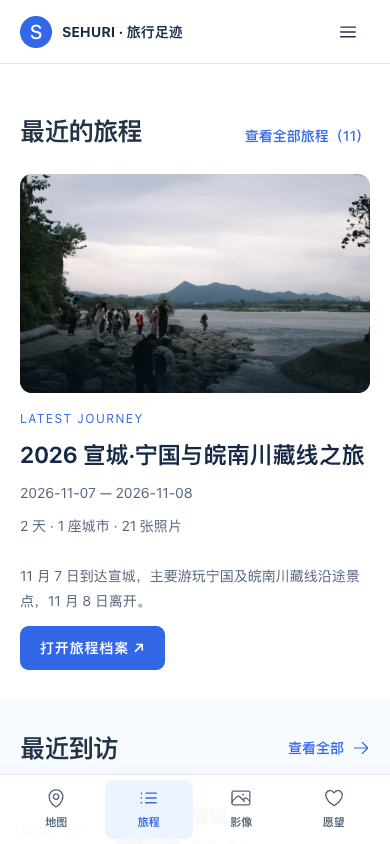 S SEHURI · 旅行足迹
最近的旅程
查看全部旅程（11）
LATEST JOURNEY
2026 宣城·宁国与皖南川藏线之旅
2026-11-07 — 2026-11-08
2 天 · 1 座城市 · 21 张照片
11 月 7 日到达宣城，主要游玩宁国及皖南川藏线沿途景
点，11 月 8 日离开。
打开旅程档案 ↗
最近到访
查看全部 →
宣城
地图
旅程
影像
愿望